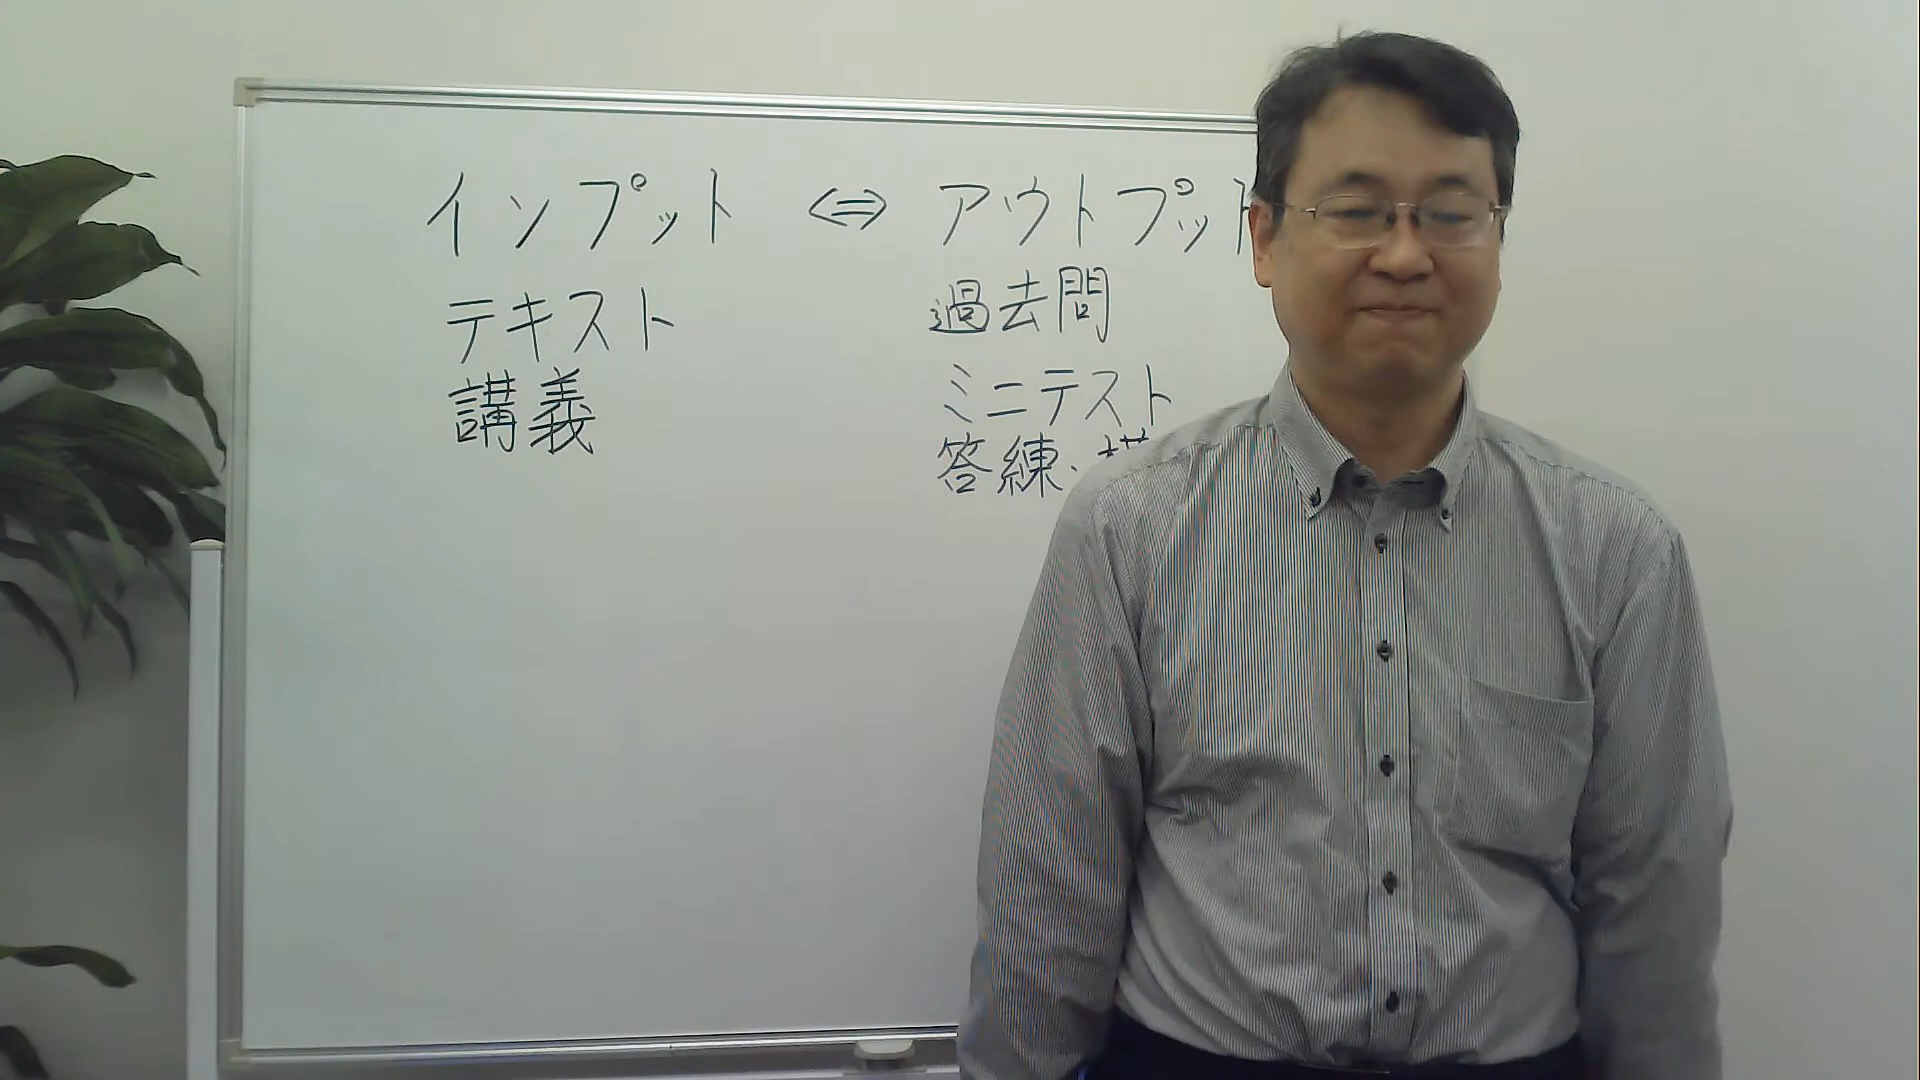 インプット ⇔ アウトプット
テキスト
講義
過去問
ミニテスト
答練・